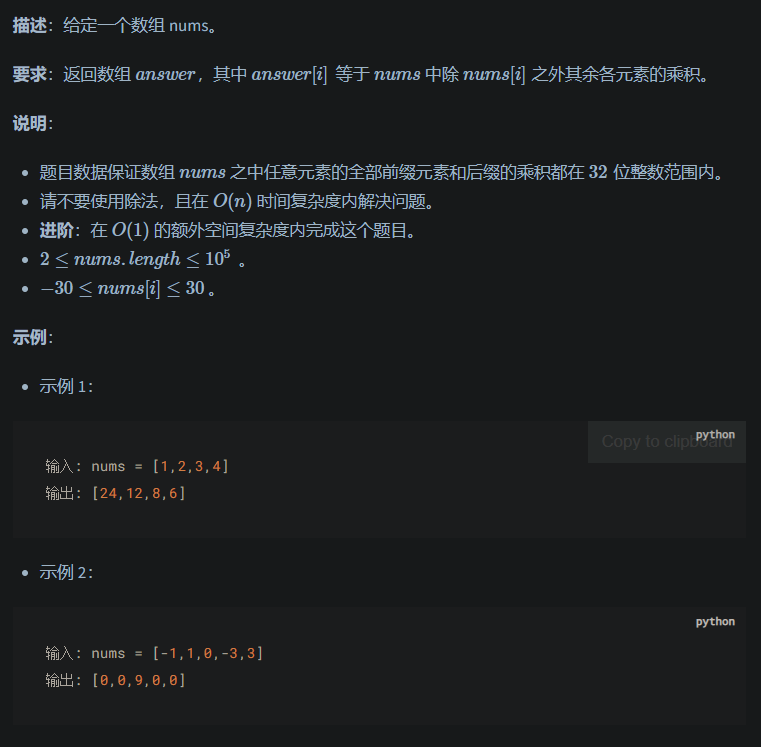 描述：给定一个数组 nums。
要求：返回数组 answer，其中 answer[i] 等于 nums 中除 nums[i] 之外其余各元素的乘积。
说明：
• 题目数据保证数组 nums 之中任意元素的全部前缀元素和后缀的乘积都在 32 位整数范围内。
• 请不要使用除法，且在 O(n) 时间复杂度内解决问题。
• 进阶：在 O(1) 的额外空间复杂度内完成这个题目。
• 2 ≤ nums.length ≤ 10⁵ 。
• −30 ≤ nums[i] ≤ 30 。
示例：
• 示例 1：
Copy to clipboard
python
输入: nums = [1,2,3,4]
输出: [24,12,8,6]
• 示例 2：
python
输入: nums = [-1,1,0,-3,3]
输出: [0,0,9,0,0]